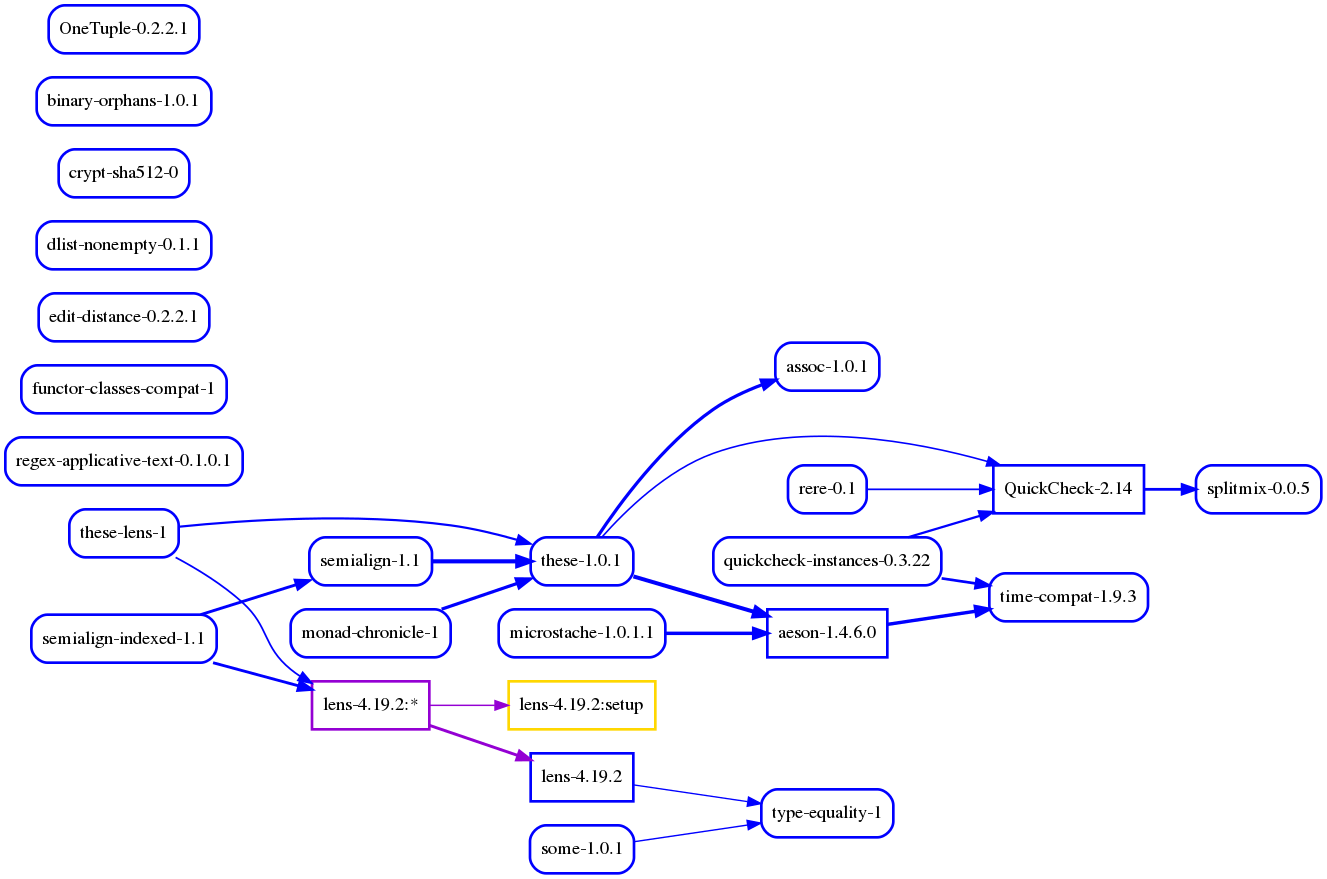 OneTuple-0.2.2.1
binary-orphans-1.0.1
crypt-sha512-0
dlist-nonempty-0.1.1
edit-distance-0.2.2.1
functor-classes-compat-1
regex-applicative-text-0.1.0.1
these-lens-1
semialign-indexed-1.1
semialign-1.1
monad-chronicle-1
lens-4.19.2:*
these-1.0.1
microstache-1.0.1.1
lens-4.19.2:setup
lens-4.19.2
some-1.0.1
assoc-1.0.1
rere-0.1
quickcheck-instances-0.3.22
aeson-1.4.6.0
type-equality-1
QuickCheck-2.14
time-compat-1.9.3
splitmix-0.0.5